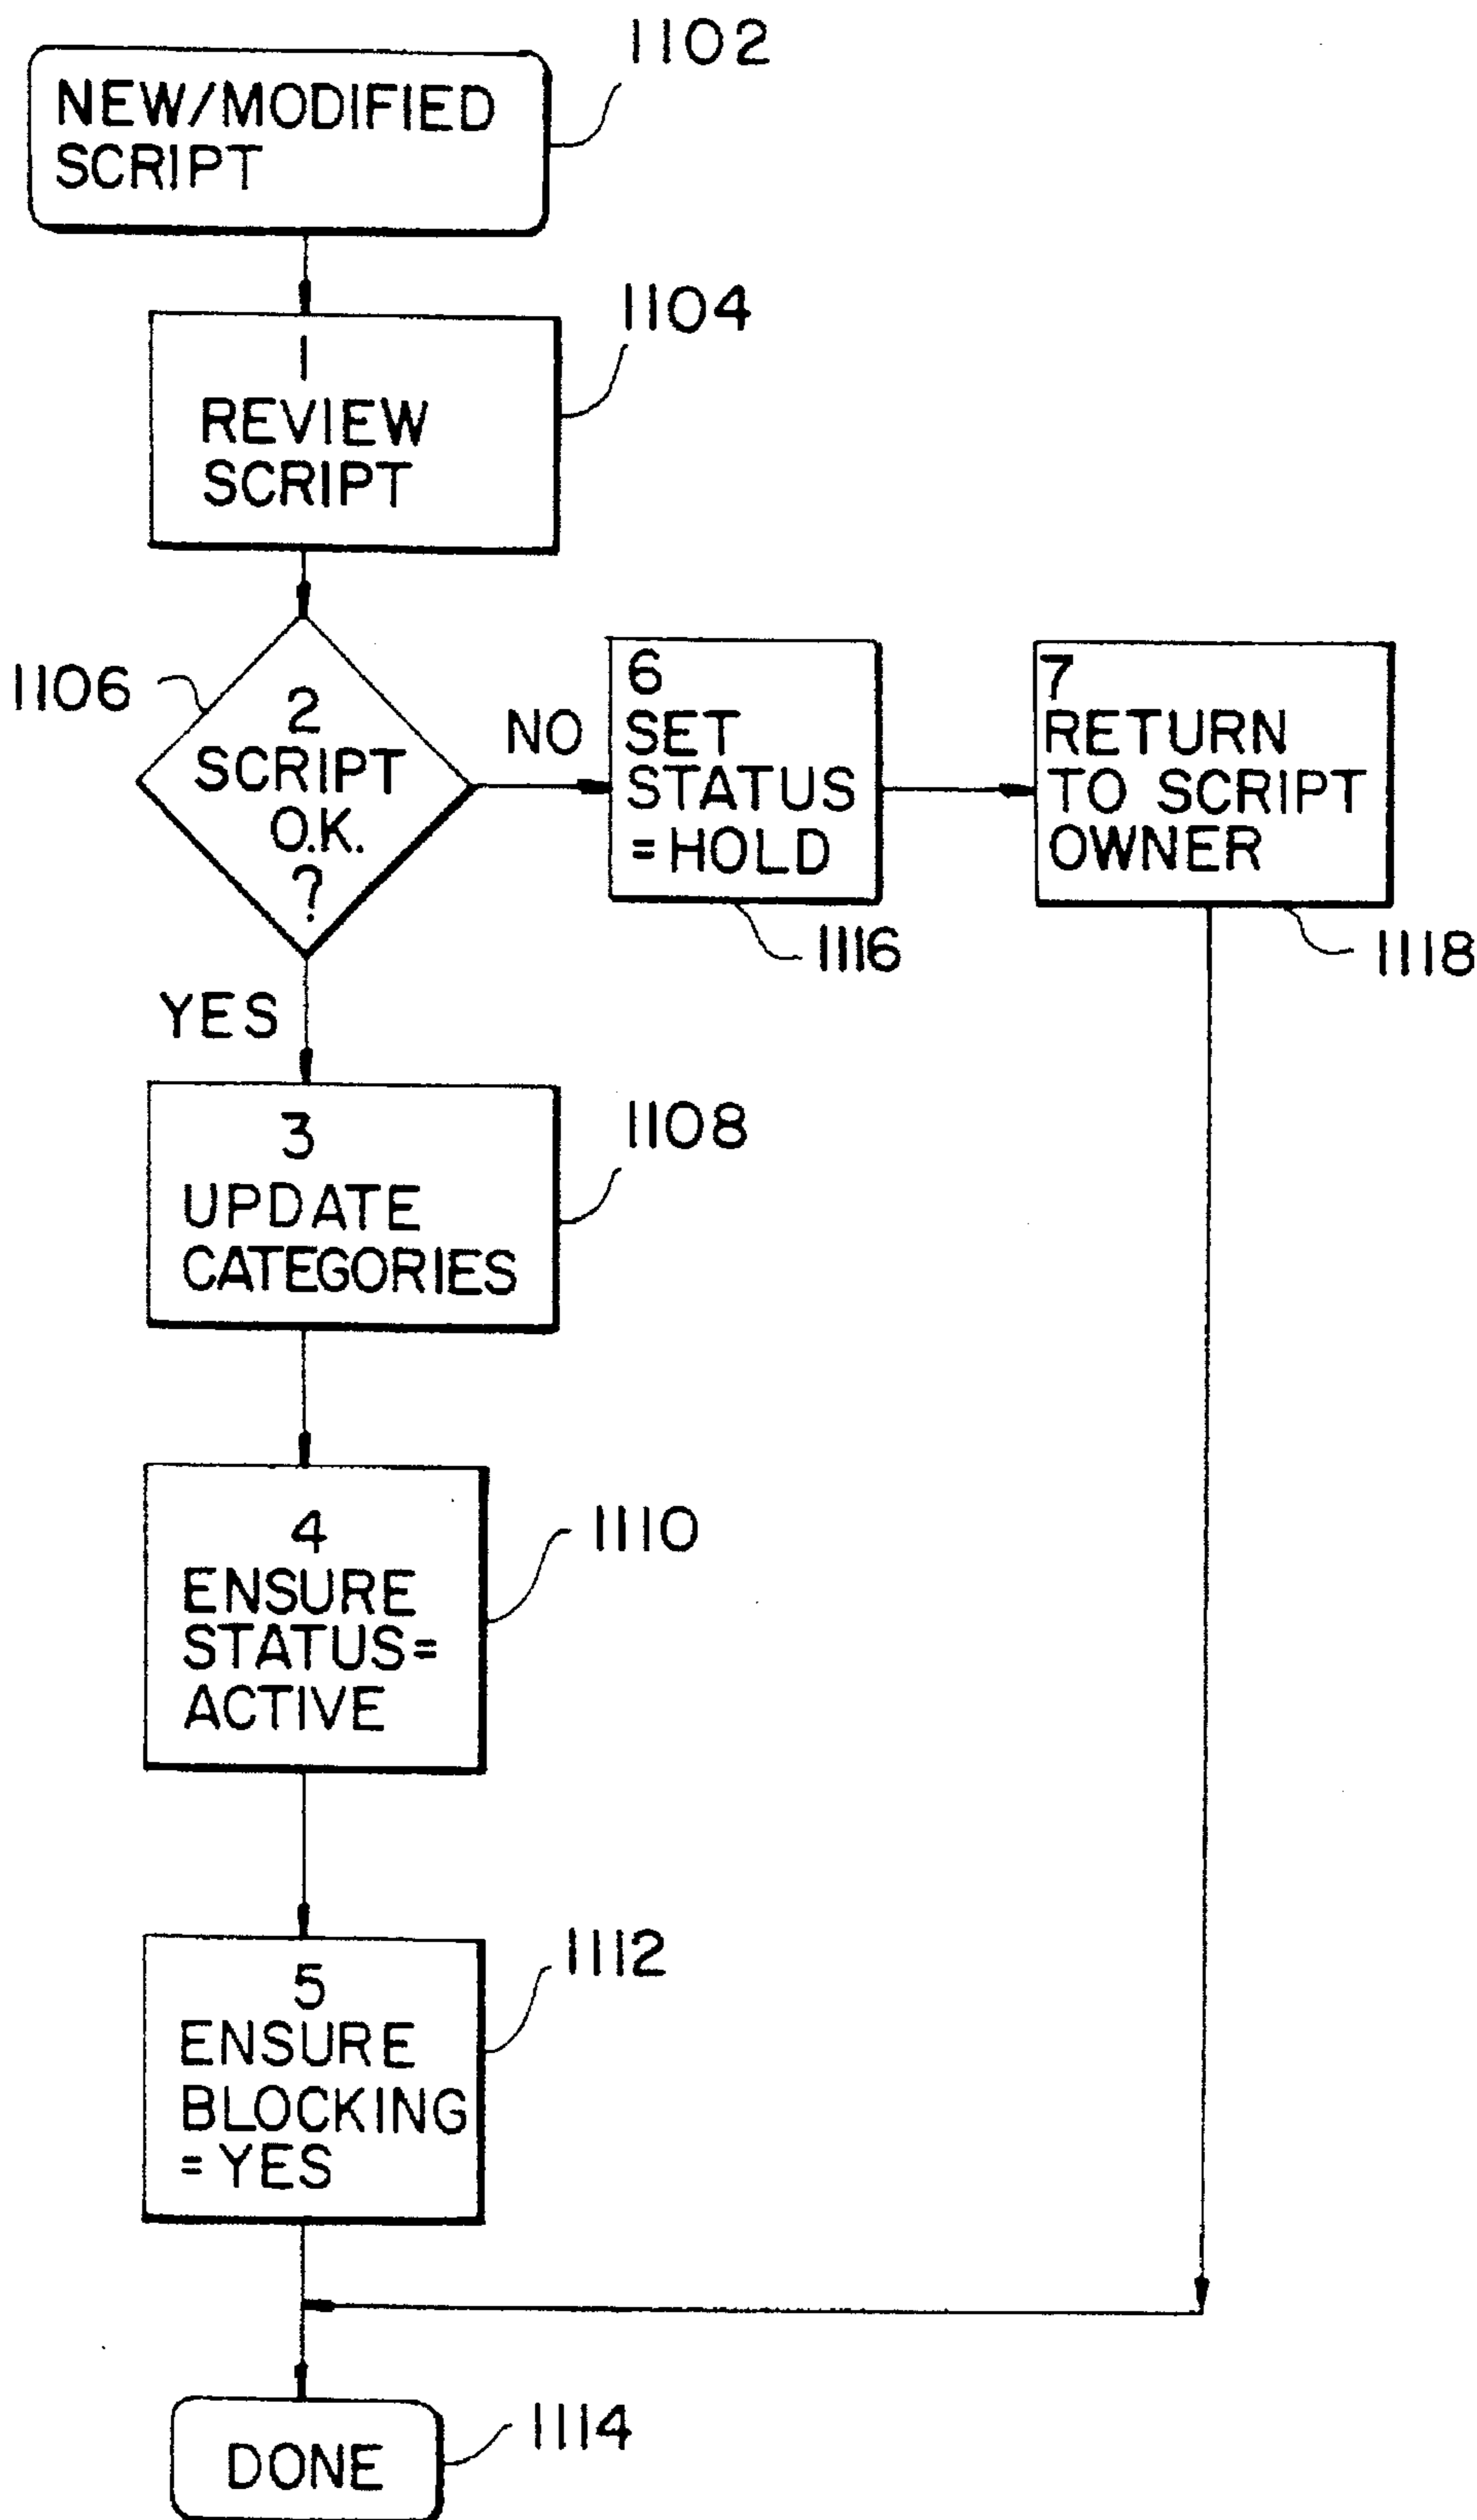 1102
NEW/MODIFIED
SCRIPT
1104
1
REVIEW
SCRIPT
1106
2
SCRIPT
O.K.
?
NO
6
SET
STATUS
=HOLD
1116
7
RETURN
TO SCRIPT
OWNER
1118
YES
3
UPDATE
CATEGORIES
1108
4
ENSURE
STATUS=
ACTIVE
1110
5
ENSURE
BLOCKING
=YES
1112
DONE
1114